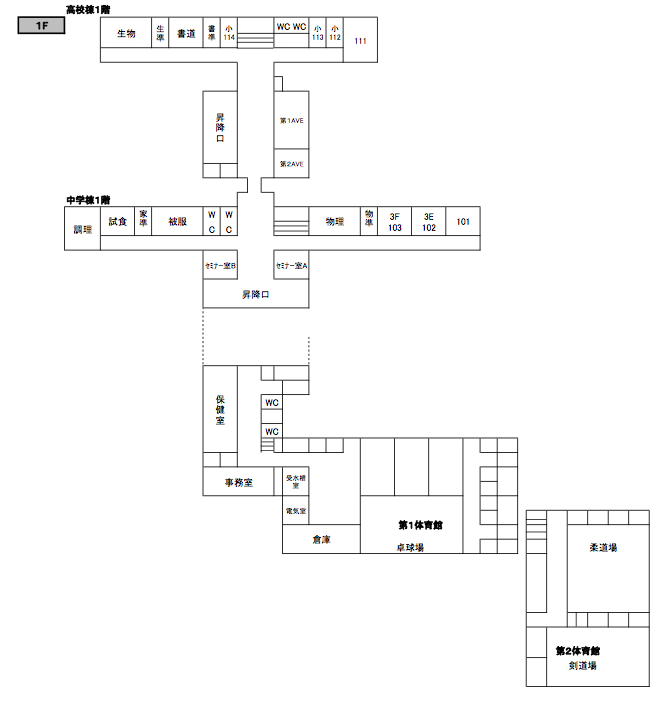 高校棟1階
1F
生物
生準
書道
書準
小114
WC WC
小113
小112
111
昇降口
第1AVE
第2AVE
中学棟1階
調理
試食
家準
被服
WC
WC
物理
物準
3F
103
3E
102
101
セミナー室B
セミナー室A
昇降口
保健室
WC
WC
事務室
受水槽
室
電気室
倉庫
第1体育館
卓球場
柔道場
第2体育館
剣道場